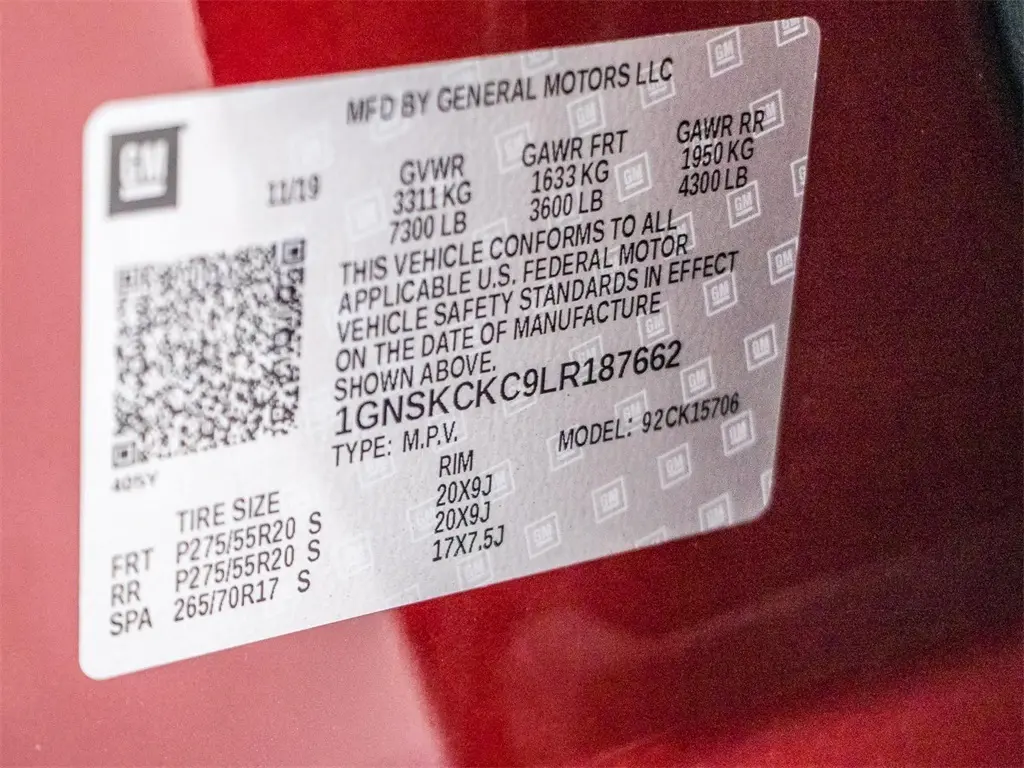 MFD BY GENERAL MOTORS LLC
GM
11/19
GVWR GAWR FRT GAWR RR
3311 KG 1633 KG 1950 KG
7300 LB 3600 LB 4300 LB
THIS VEHICLE CONFORMS TO ALL
APPLICABLE U.S. FEDERAL MOTOR
VEHICLE SAFETY STANDARDS IN EFFECT
ON THE DATE OF MANUFACTURE
SHOWN ABOVE.
1GNSKCKC9LR187662
TYPE: M.P.V. MODEL: 92CK15706
405Y
TIRE SIZE RIM
FRT P275/55R20 S 20X9J
RR P275/55R20 S 20X9J
SPA 265/70R17 S 17X7.5J